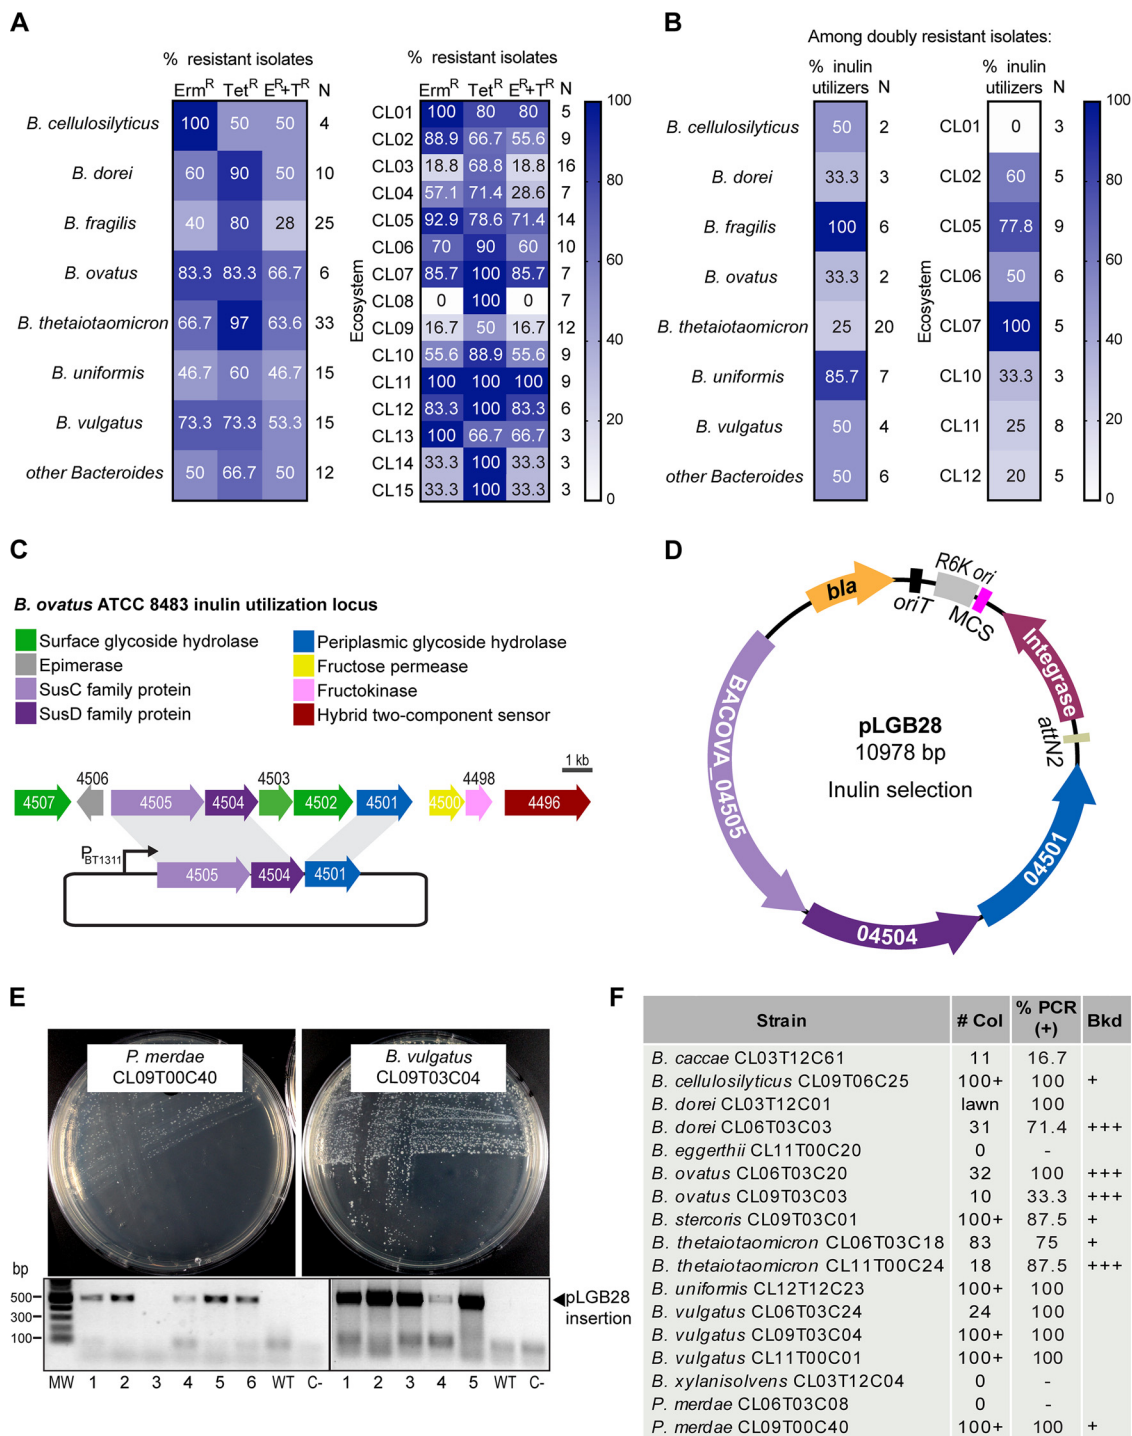 A
% resistant isolates
Erm^R Tet^R E^R+T^R N
B. cellulosilyticus 100 50 50 4
B. dorei 60 90 50 10
B. fragilis 40 80 28 25
B. ovatus 83.3 83.3 66.7 6
B. thetaiotaomicron 66.7 97 63.6 33
B. uniformis 46.7 60 46.7 15
B. vulgatus 73.3 73.3 53.3 15
other Bacteroides 50 66.7 50 12
% resistant isolates
Erm^R Tet^R E^R+T^R N
Ecosystem
CL01 100 80 80 5
CL02 88.9 66.7 55.6 9
CL03 18.8 68.8 18.8 16
CL04 57.1 71.4 28.6 7
CL05 92.9 78.6 71.4 14
CL06 70 90 60 10
CL07 85.7 100 85.7 7
CL08 0 100 0 7
CL09 16.7 50 16.7 12
CL10 55.6 88.9 55.6 9
CL11 100 100 100 9
CL12 83.3 100 83.3 6
CL13 100 66.7 66.7 3
CL14 33.3 100 33.3 3
CL15 33.3 100 33.3 3
100
80
60
40
20
0
B
Among doubly resistant isolates:
% inulin
utilizers N
B. cellulosilyticus 50 2
B. dorei 33.3 3
B. fragilis 100 6
B. ovatus 33.3 2
B. thetaiotaomicron 25 20
B. uniformis 85.7 7
B. vulgatus 50 4
other Bacteroides 50 6
% inulin
utilizers N
Ecosystem
CL01 0 3
CL02 60 5
CL05 77.8 9
CL06 50 6
CL07 100 5
CL10 33.3 3
CL11 25 8
CL12 20 5
100
80
60
40
20
0
C
B. ovatus ATCC 8483 inulin utilization locus
Surface glycoside hydrolase
Epimerase
SusC family protein
SusD family protein
Periplasmic glycoside hydrolase
Fructose permease
Fructokinase
Hybrid two-component sensor
1 kb
4506 4503 4498
4507 4505 4504 4502 4501 4500 4496
P BT1311
4505 4504 4501
D
bla
oriT
R6K ori
MCS
Integrase
attN2
04501
04504
BACOVA_04505
pLGB28
10978 bp
Inulin selection
E
P. merdae
CL09T00C40
B. vulgatus
CL09T03C04
bp
500
300
100
pLGB28
insertion
MW 1 2 3 4 5 6 WT C- 1 2 3 4 5 WT C-
F
Strain # Col % PCR (+) Bkd
B. caccae CL03T12C61 11 16.7
B. cellulosilyticus CL09T06C25 100+ 100 +
B. dorei CL03T12C01 lawn 100
B. dorei CL06T03C03 31 71.4 +++
B. eggerthii CL11T00C20 0 -
B. ovatus CL06T03C20 32 100 +++
B. ovatus CL09T03C03 10 33.3 +++
B. stercoris CL09T03C01 100+ 87.5 +
B. thetaiotaomicron CL06T03C18 83 75 +
B. thetaiotaomicron CL11T00C24 18 87.5 +++
B. uniformis CL12T12C23 100+ 100
B. vulgatus CL06T03C24 24 100
B. vulgatus CL09T03C04 100+ 100
B. vulgatus CL11T00C01 100+ 100
B. xylanisolvens CL03T12C04 0 -
P. merdae CL06T03C08 0 -
P. merdae CL09T00C40 100+ 100 +